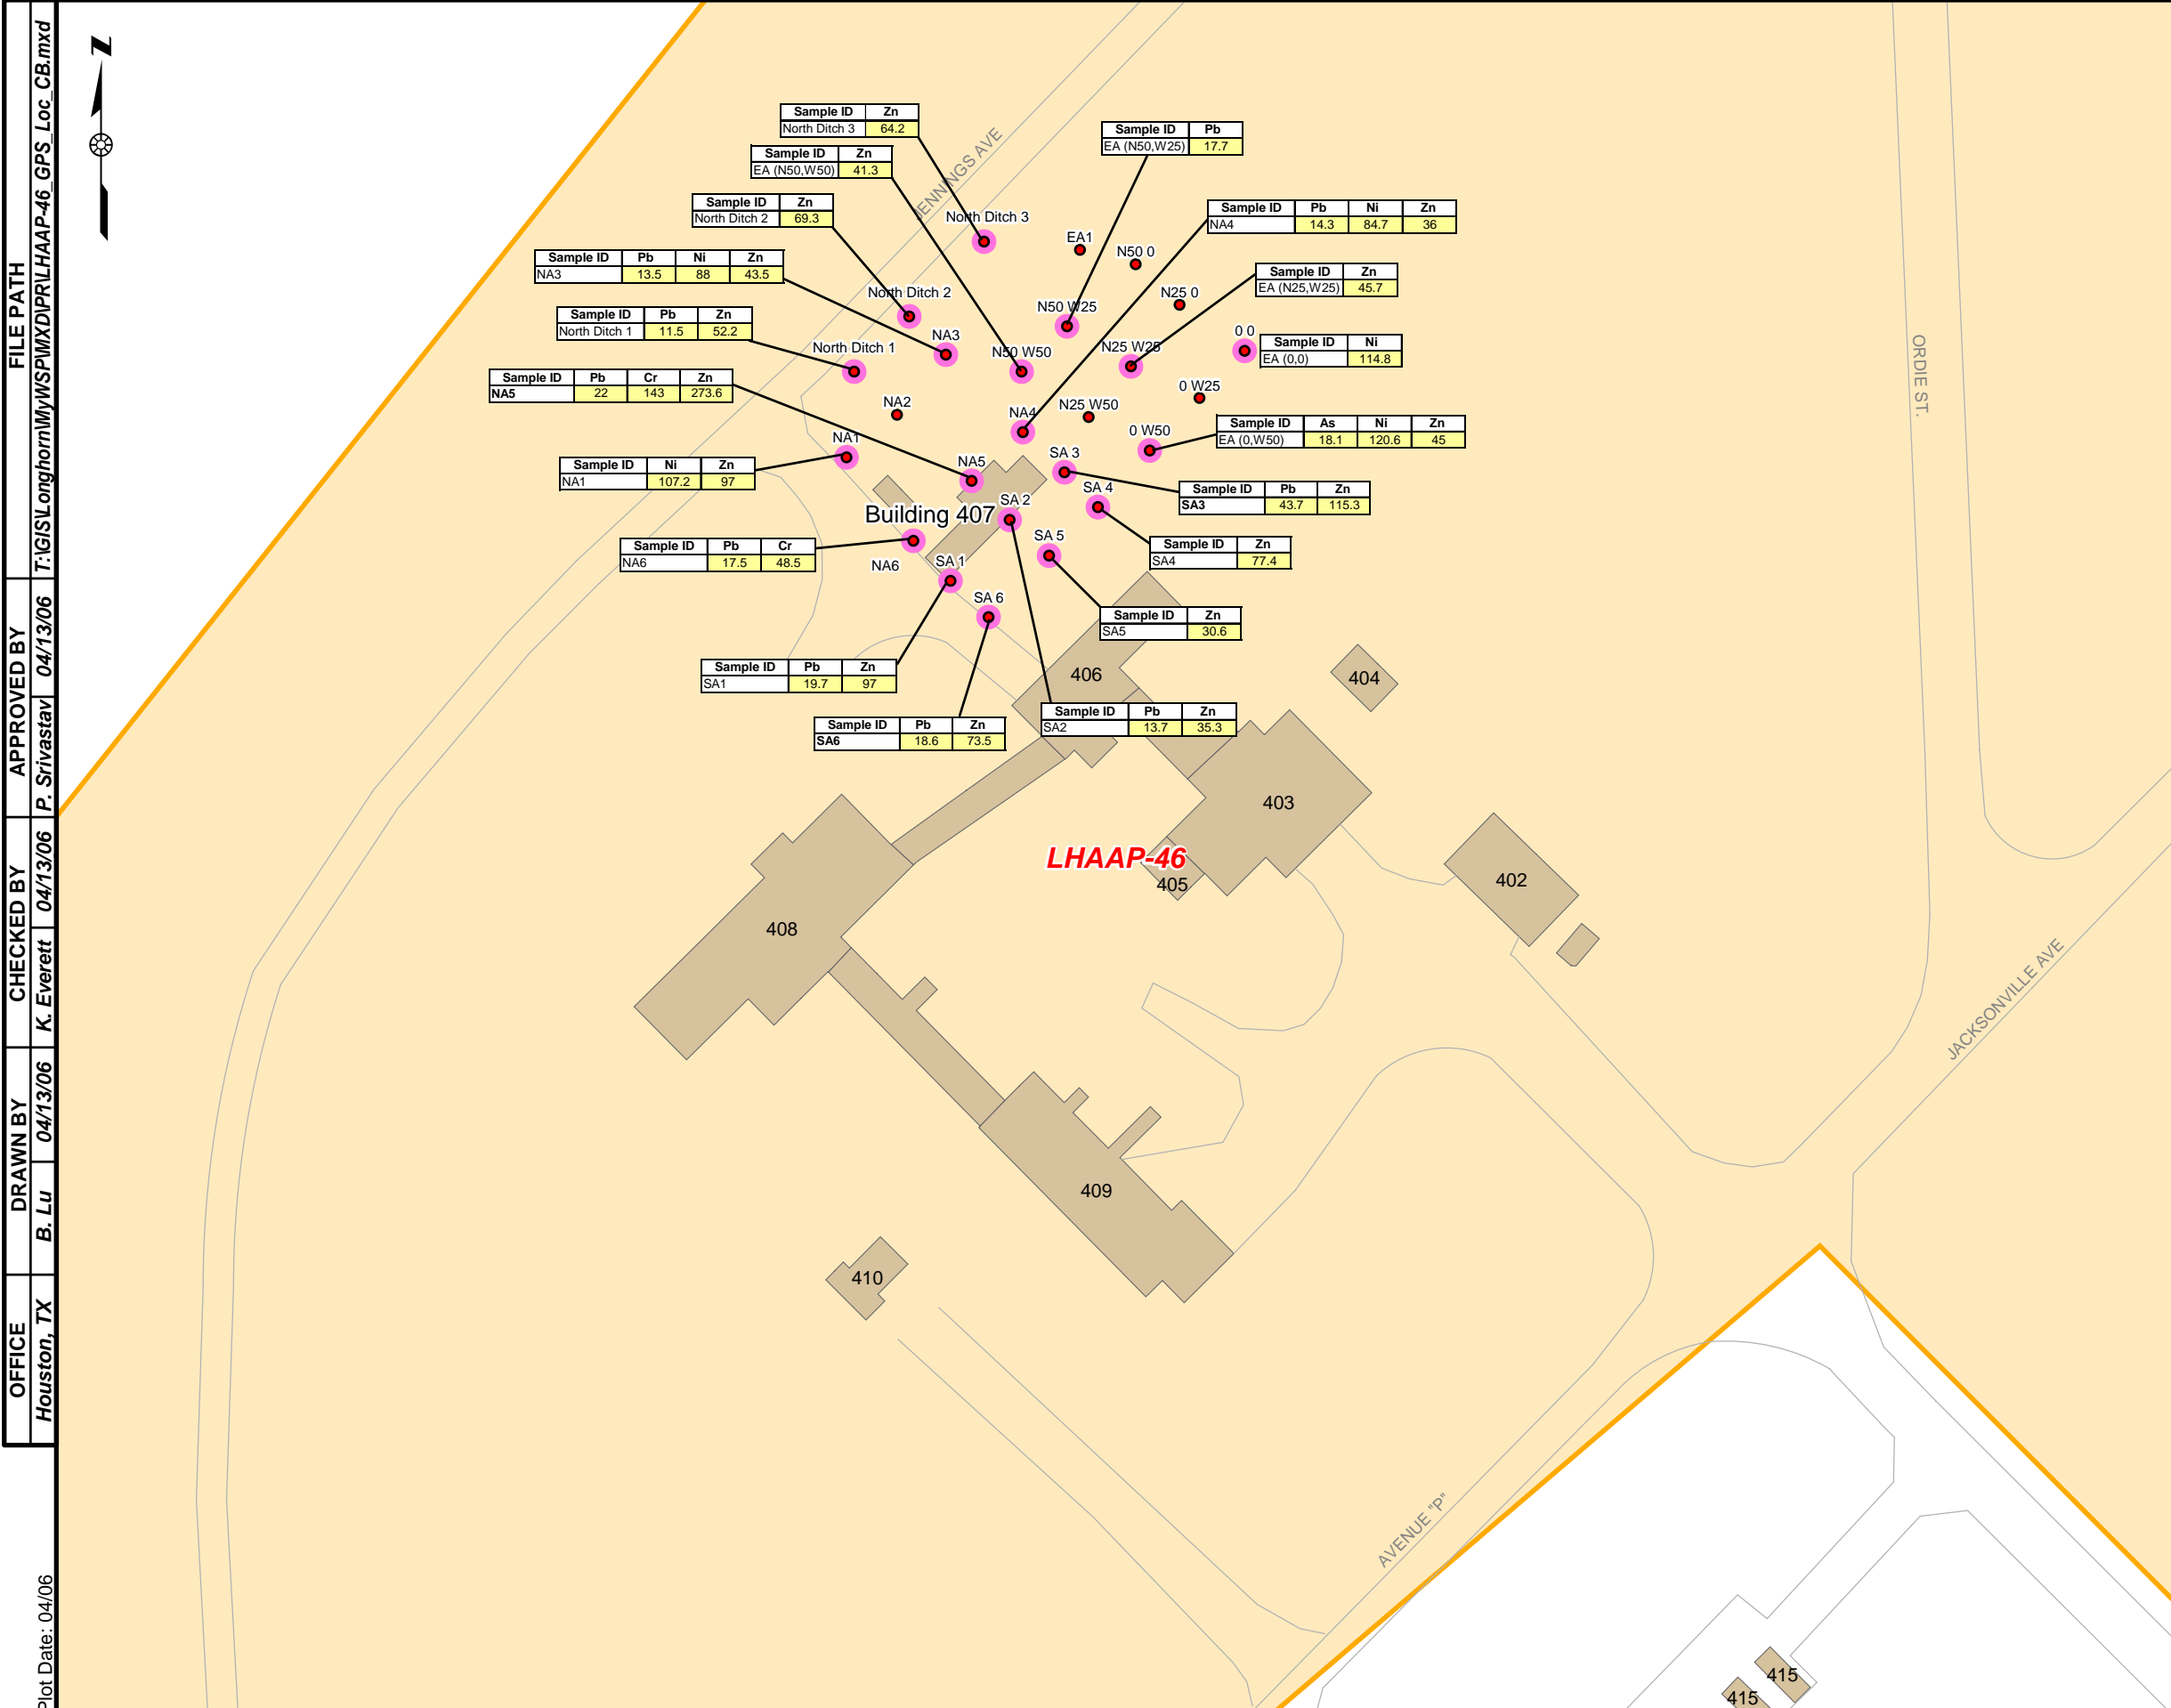 FILE PATH
T:\GIS\Longhorn\MyWSPW\MXD\PRI\LHAAP-46_GPS_Loc_CB.mxd
APPROVED BY
P. Srivastav 04/13/06
CHECKED BY
K. Everett 04/13/06
DRAWN BY
B. Lu 04/13/06
OFFICE
Houston, TX
Plot Date: 04/06
N
Sample ID Zn
North Ditch 3 64.2
Sample ID Zn
EA (N50,W50) 41.3
Sample ID Zn
North Ditch 2 69.3
Sample ID Pb Ni Zn
NA3 13.5 88 43.5
Sample ID Pb Zn
North Ditch 1 11.5 52.2
Sample ID Pb Cr Zn
NA5 22 143 273.6
Sample ID Ni Zn
NA1 107.2 97
Sample ID Pb Cr
NA6 17.5 48.5
Sample ID Pb Zn
SA1 19.7 97
Sample ID Pb Zn
SA6 18.6 73.5
Sample ID Pb Zn
SA2 13.7 35.3
Sample ID Zn
SA5 30.6
Sample ID Zn
SA4 77.4
Sample ID Pb Zn
SA3 43.7 115.3
Sample ID As Ni Zn
EA (0,W50) 18.1 120.6 45
Sample ID Ni
EA (0,0) 114.8
Sample ID Zn
EA (N25,W25) 45.7
Sample ID Pb Ni Zn
NA4 14.3 84.7 36
Sample ID Pb
EA (N50,W25) 17.7
JENNINGS AVE
North Ditch 3
EA1
N50 0
North Ditch 2
N25 0
N50 W25
NA3
0 0
North Ditch 1
N50 W50
N25 W25
0 W25
NA2
N25 W50
NA4
0 W50
NA1
SA 3
NA5
SA 4
SA 2
Building 407
SA 5
NA6
SA 1
SA 6
406
404
403
LHAAP-46
405
402
408
409
410
415
415
ORDIE ST.
JACKSONVILLE AVE
AVENUE "P"